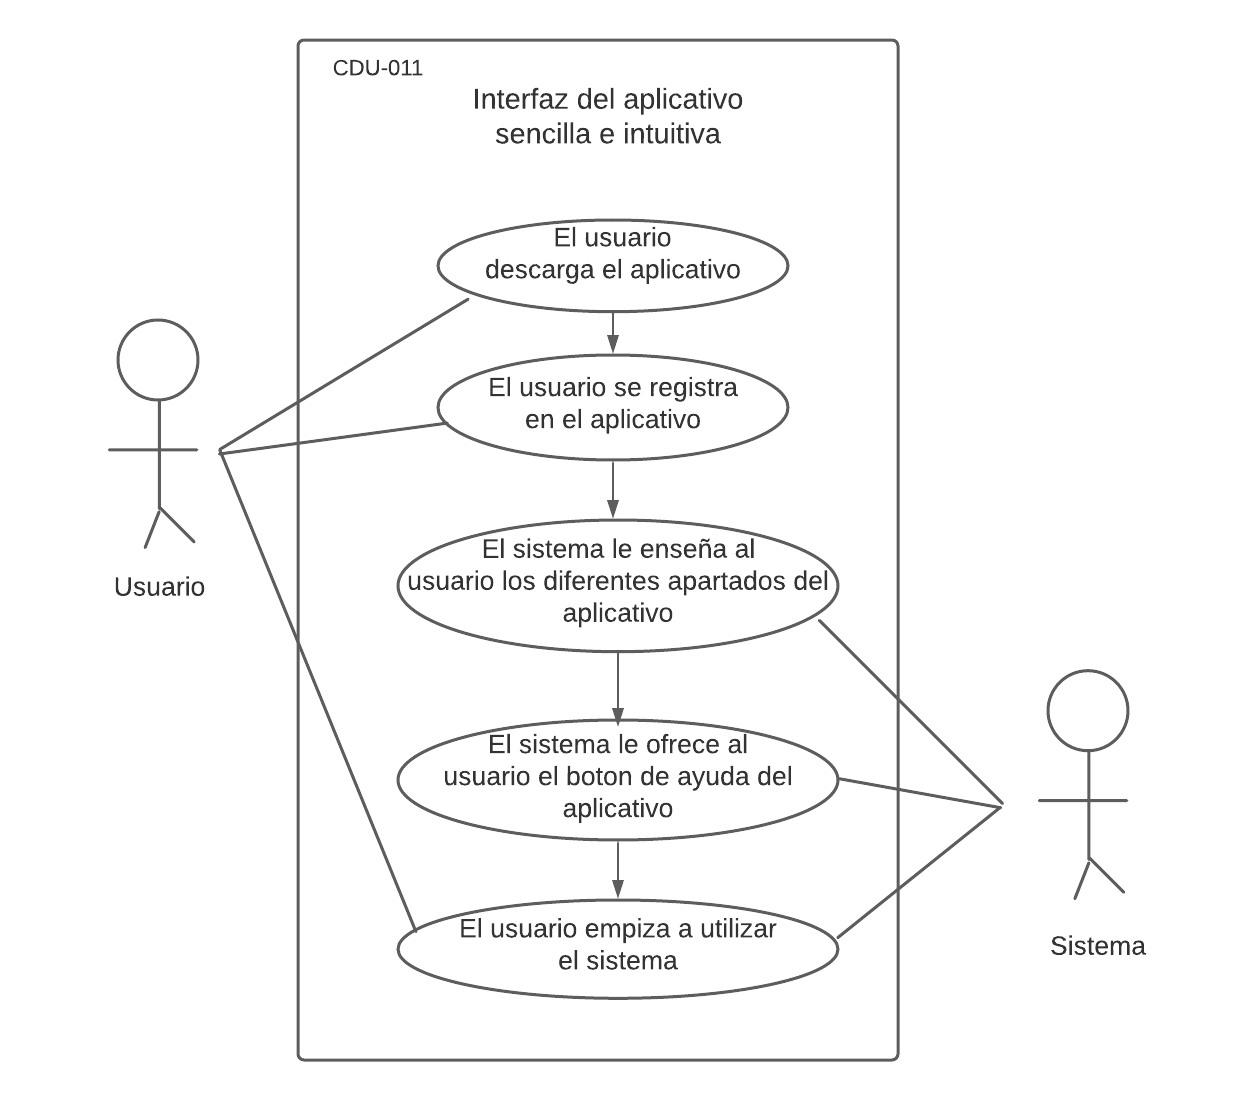 CDU-011
Interfaz del aplicativo
sencilla e intuitiva
El usuario
descarga el aplicativo
El usuario se registra
en el aplicativo
Usuario
El sistema le enseña al
usuario los diferentes apartados del
aplicativo
El sistema le ofrece al
usuario el boton de ayuda del
aplicativo
El usuario empiza a utilizar
el sistema
Sistema